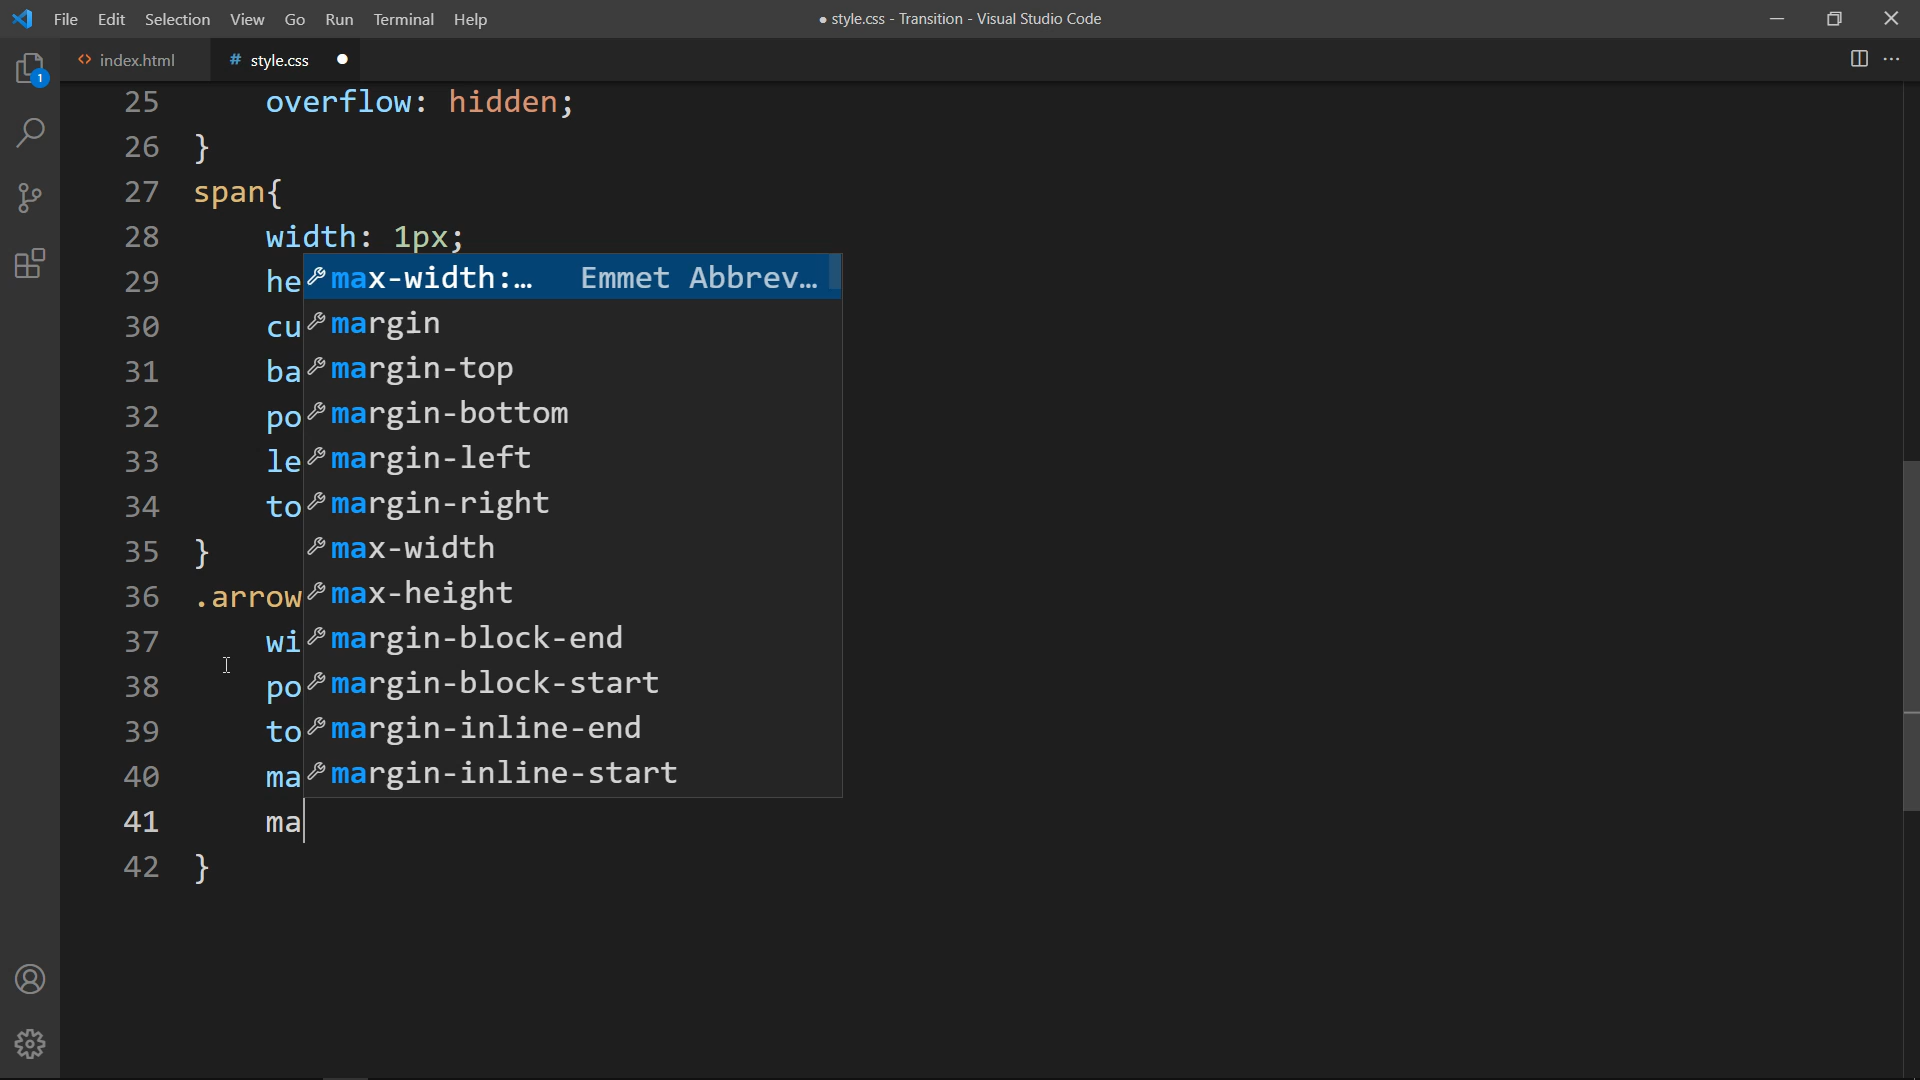 File Edit Selection View Go Run Terminal Help
● style.css - Transition - Visual Studio Code
<> index.html
# style.css ●
1
25 overflow: hidden;
26 }
27 span{
28 width: 1px;
29 he
30 cu
31 ba
32 po
33 le
34 to
35 }
36 .arrow
37 wi
38 po
39 to
40 ma
41 ma
42 }
max-width:… Emmet Abbrev…
margin
margin-top
margin-bottom
margin-left
margin-right
max-width
max-height
margin-block-end
margin-block-start
margin-inline-end
margin-inline-start